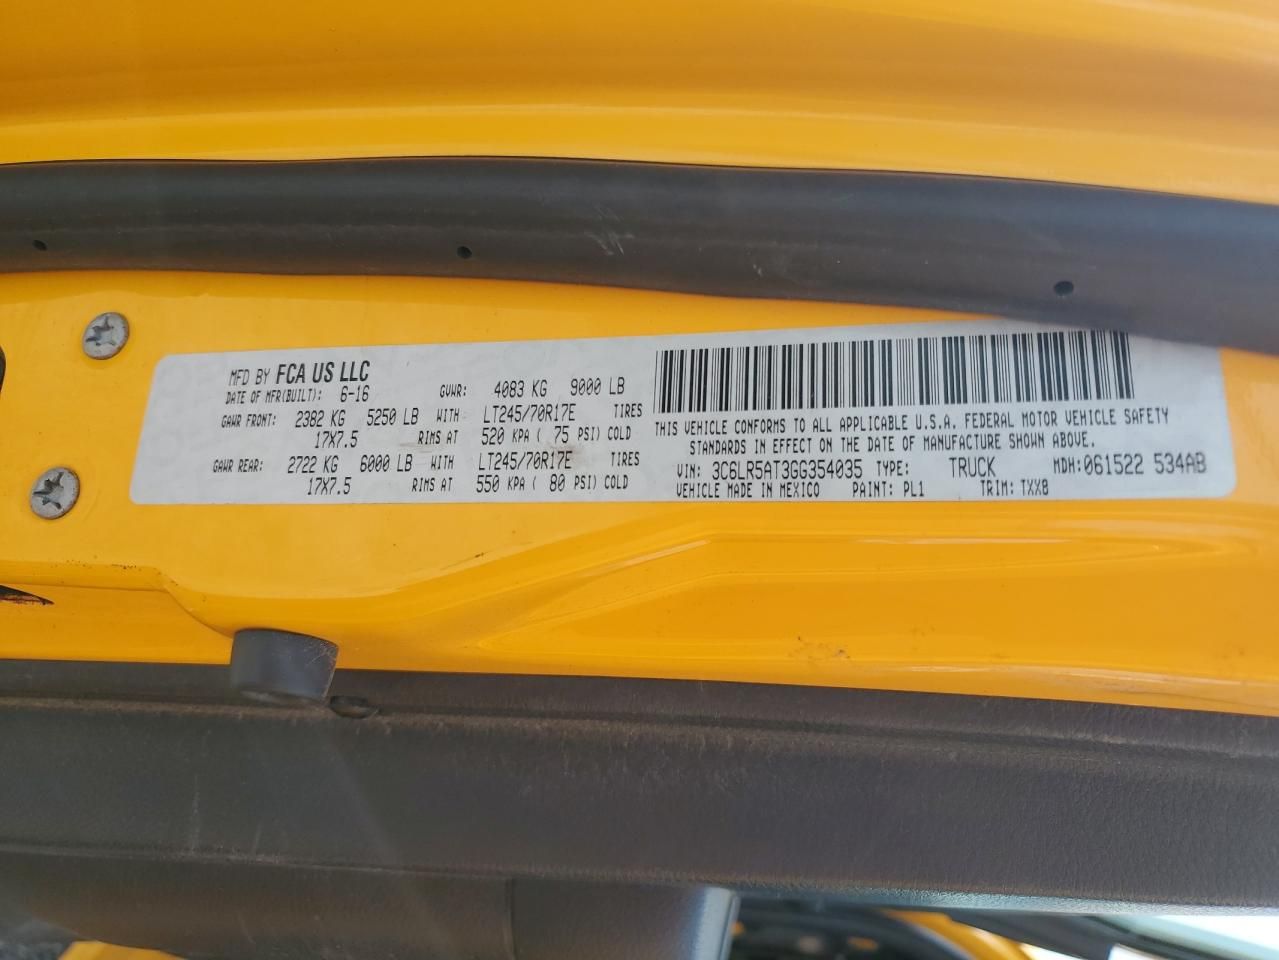 MFD BY FCA US LLC
DATE OF MFR(BUILT): 6-16 GVWR: 4083 KG 9000 LB
GAWR FRONT: 2382 KG 5250 LB WITH LT245/70R17E TIRES
17X7.5 RIMS AT 520 KPA ( 75 PSI) COLD
GAWR REAR: 2722 KG 6000 LB WITH LT245/70R17E TIRES
17X7.5 RIMS AT 550 KPA ( 80 PSI) COLD
THIS VEHICLE CONFORMS TO ALL APPLICABLE U.S.A. FEDERAL MOTOR VEHICLE SAFETY
STANDARDS IN EFFECT ON THE DATE OF MANUFACTURE SHOWN ABOVE.
VIN: 3C6LR5AT3GG354035 TYPE: TRUCK MDH: 061522 534AB
VEHICLE MADE IN MEXICO PAINT: PL1 TRIM: TXX8